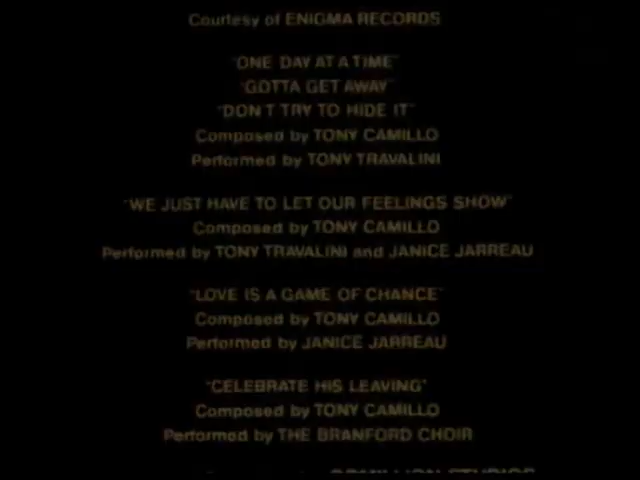 Courtesy of ENIGMA RECORDS
"ONE DAY AT A TIME"
"GOTTA GET AWAY"
"DON'T TRY TO HIDE IT"
Composed by TONY CAMILLO
Performed by TONY TRAVALINI
"WE JUST HAVE TO LET OUR FEELINGS SHOW"
Composed by TONY CAMILLO
Performed by TONY TRAVALINI and JANICE JARREAU
"LOVE IS A GAME OF CHANCE"
Composed by TONY CAMILLO
Performed by JANICE JARREAU
"CELEBRATE HIS LEAVING"
Composed by TONY CAMILLO
Performed by THE BRANFORD CHOIR
STUDIOS